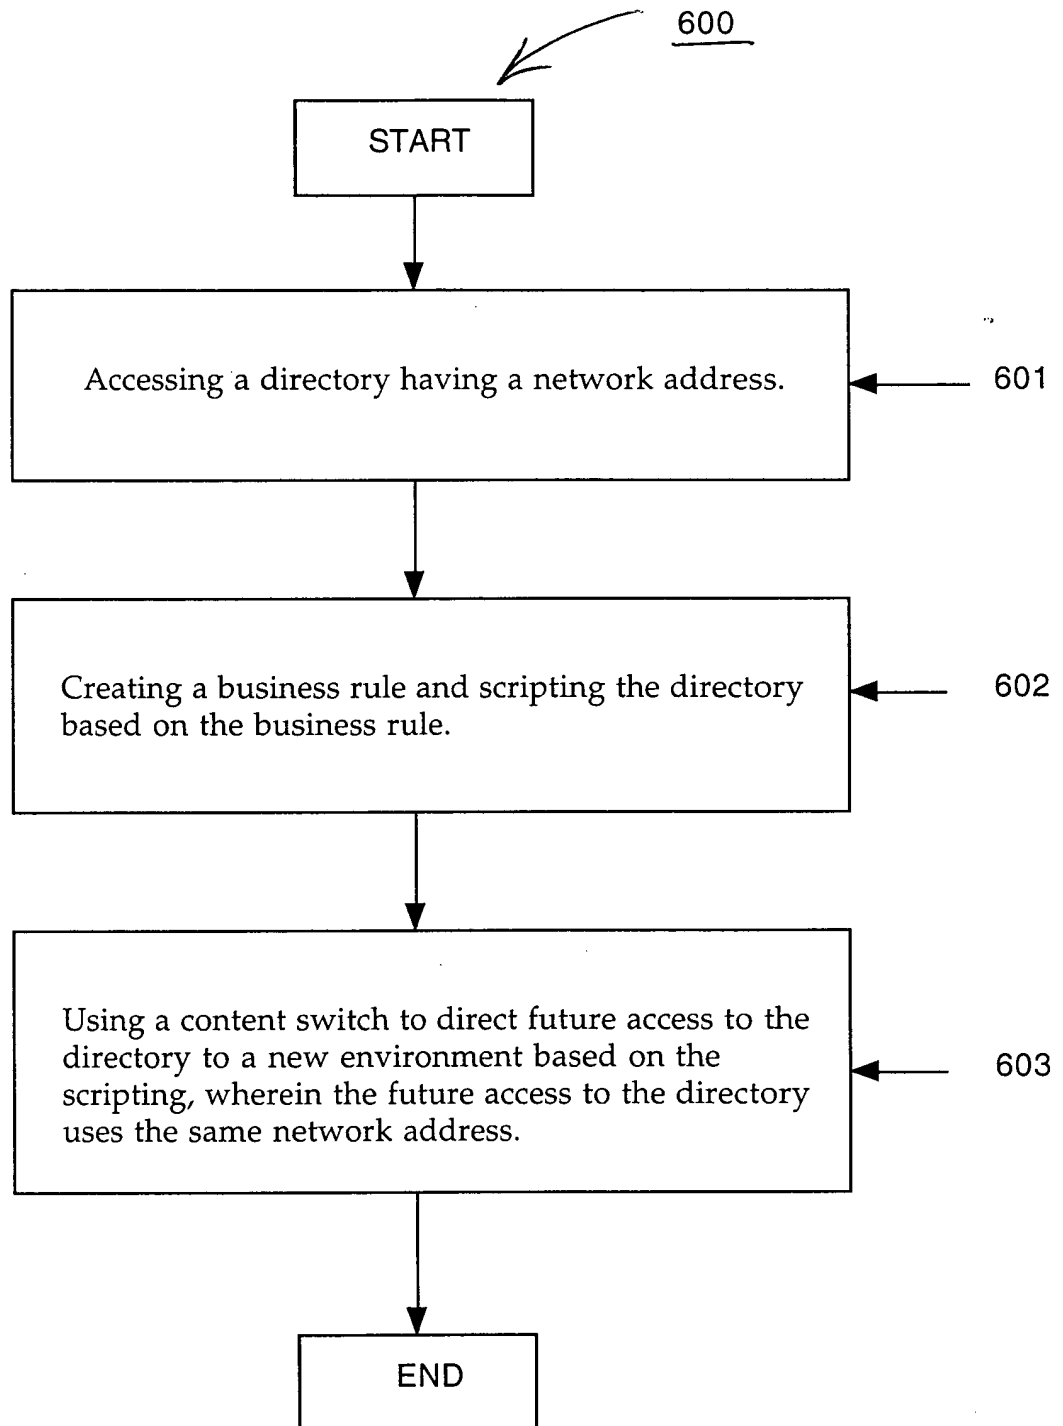 600
START
Accessing a directory having a network address.
601
Creating a business rule and scripting the directory
based on the business rule.
602
Using a content switch to direct future access to the
directory to a new environment based on the
scripting, wherein the future access to the directory
uses the same network address.
603
END